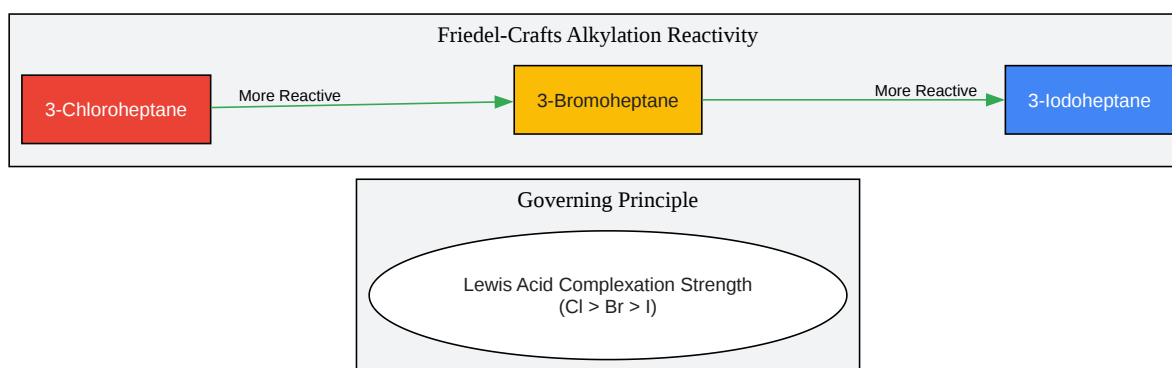 Friedel-Crafts Alkylation Reactivity
3-Chloroheptane
More Reactive
3-Bromoheptane
More Reactive
3-Iodoheptane
Governing Principle
Lewis Acid Complexation Strength
(Cl > Br > I)